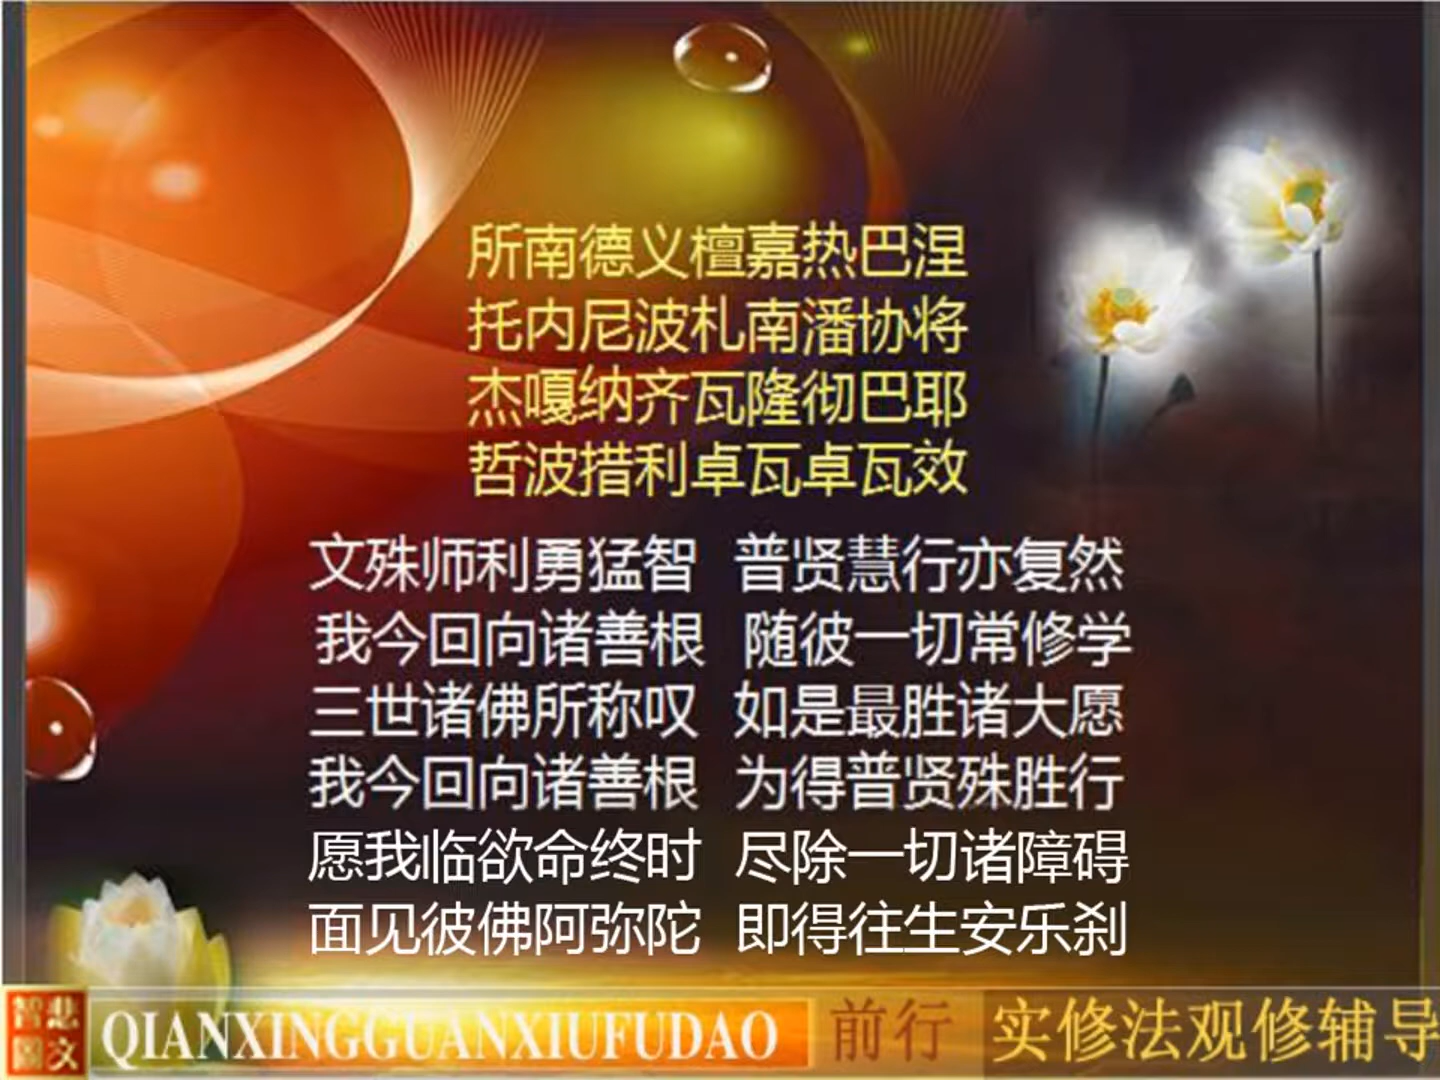 所南德义檀嘉热巴涅
托内尼波札南潘协将
杰嘎纳齐瓦隆彻巴耶
哲波措利卓瓦卓瓦效
文殊师利勇猛智 普贤慧行亦复然
我今回向诸善根 随彼一切常修学
三世诸佛所称叹 如是最胜诸大愿
我今回向诸善根 为得普贤殊胜行
愿我临欲命终时 尽除一切诸障碍
面见彼佛阿弥陀 即得往生安乐刹
智悲
圖文
QIANXINGGUANXIUFUDAO 前行 实修法观修辅导